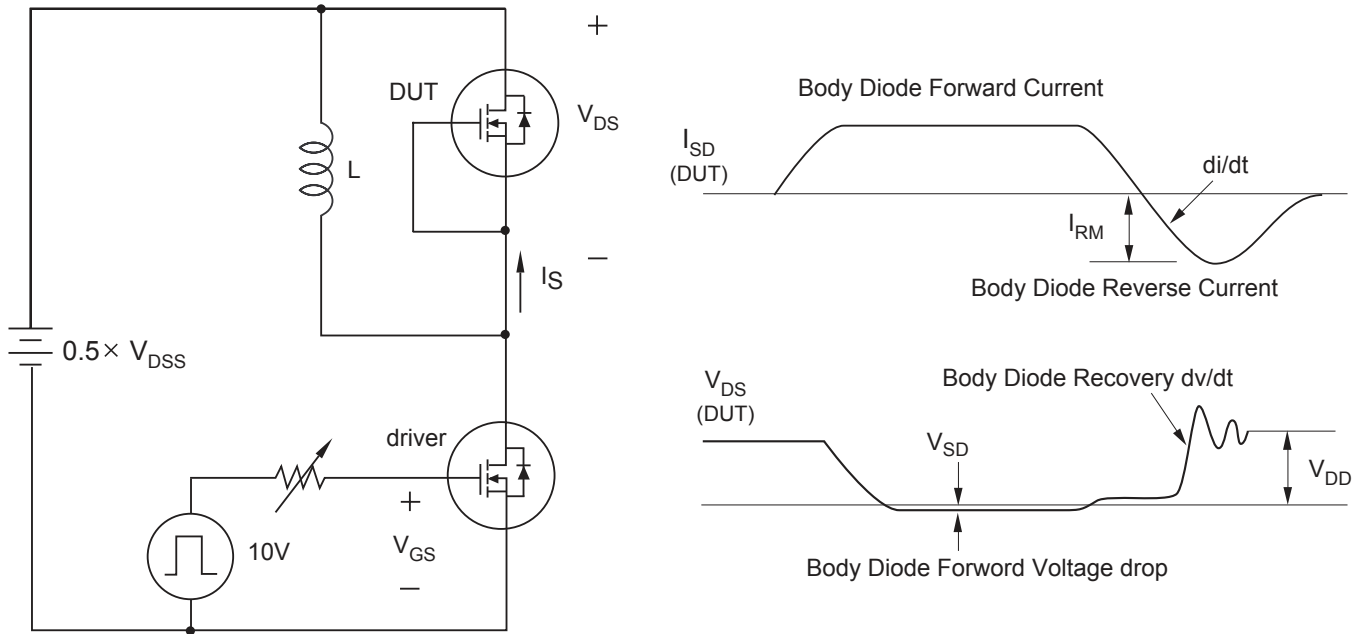 +
DUT
V_DS
L
−
I_S
0.5× V_DSS
driver
+
10V
V_GS
−
Body Diode Forward Current
I_SD
(DUT)
di/dt
I_RM
Body Diode Reverse Current
Body Diode Recovery dv/dt
V_DS
(DUT)
V_SD
V_DD
Body Diode Forword Voltage drop